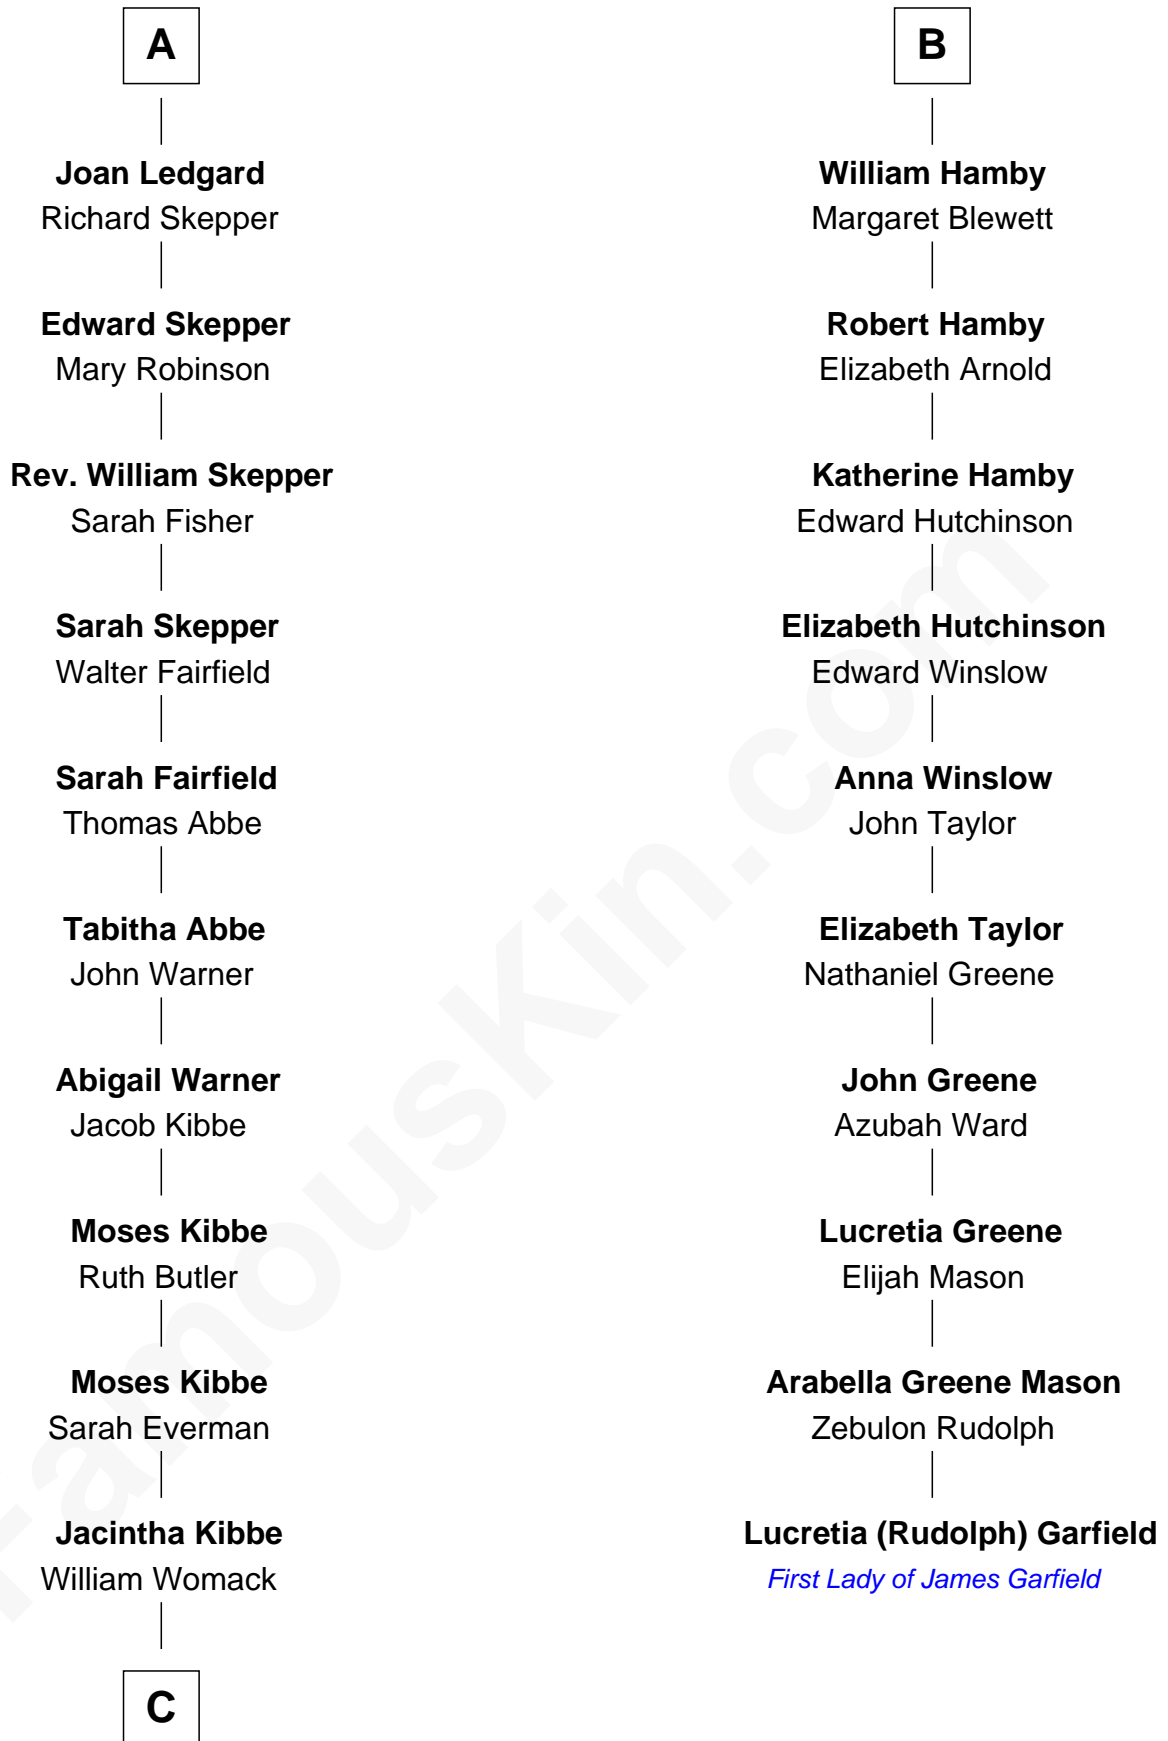 A
Joan Ledgard
Richard Skepper
Edward Skepper
Mary Robinson
Rev. William Skepper
Sarah Fisher
Sarah Skepper
Walter Fairfield
Sarah Fairfield
Thomas Abbe
Tabitha Abbe
John Warner
Abigail Warner
Jacob Kibbe
Moses Kibbe
Ruth Butler
Moses Kibbe
Sarah Everman
Jacintha Kibbe
William Womack
C
B
William Hamby
Margaret Blewett
Robert Hamby
Elizabeth Arnold
Katherine Hamby
Edward Hutchinson
Elizabeth Hutchinson
Edward Winslow
Anna Winslow
John Taylor
Elizabeth Taylor
Nathaniel Greene
John Greene
Azubah Ward
Lucretia Greene
Elijah Mason
Arabella Greene Mason
Zebulon Rudolph
Lucretia (Rudolph) Garfield
First Lady of James Garfield
FamousKin.com